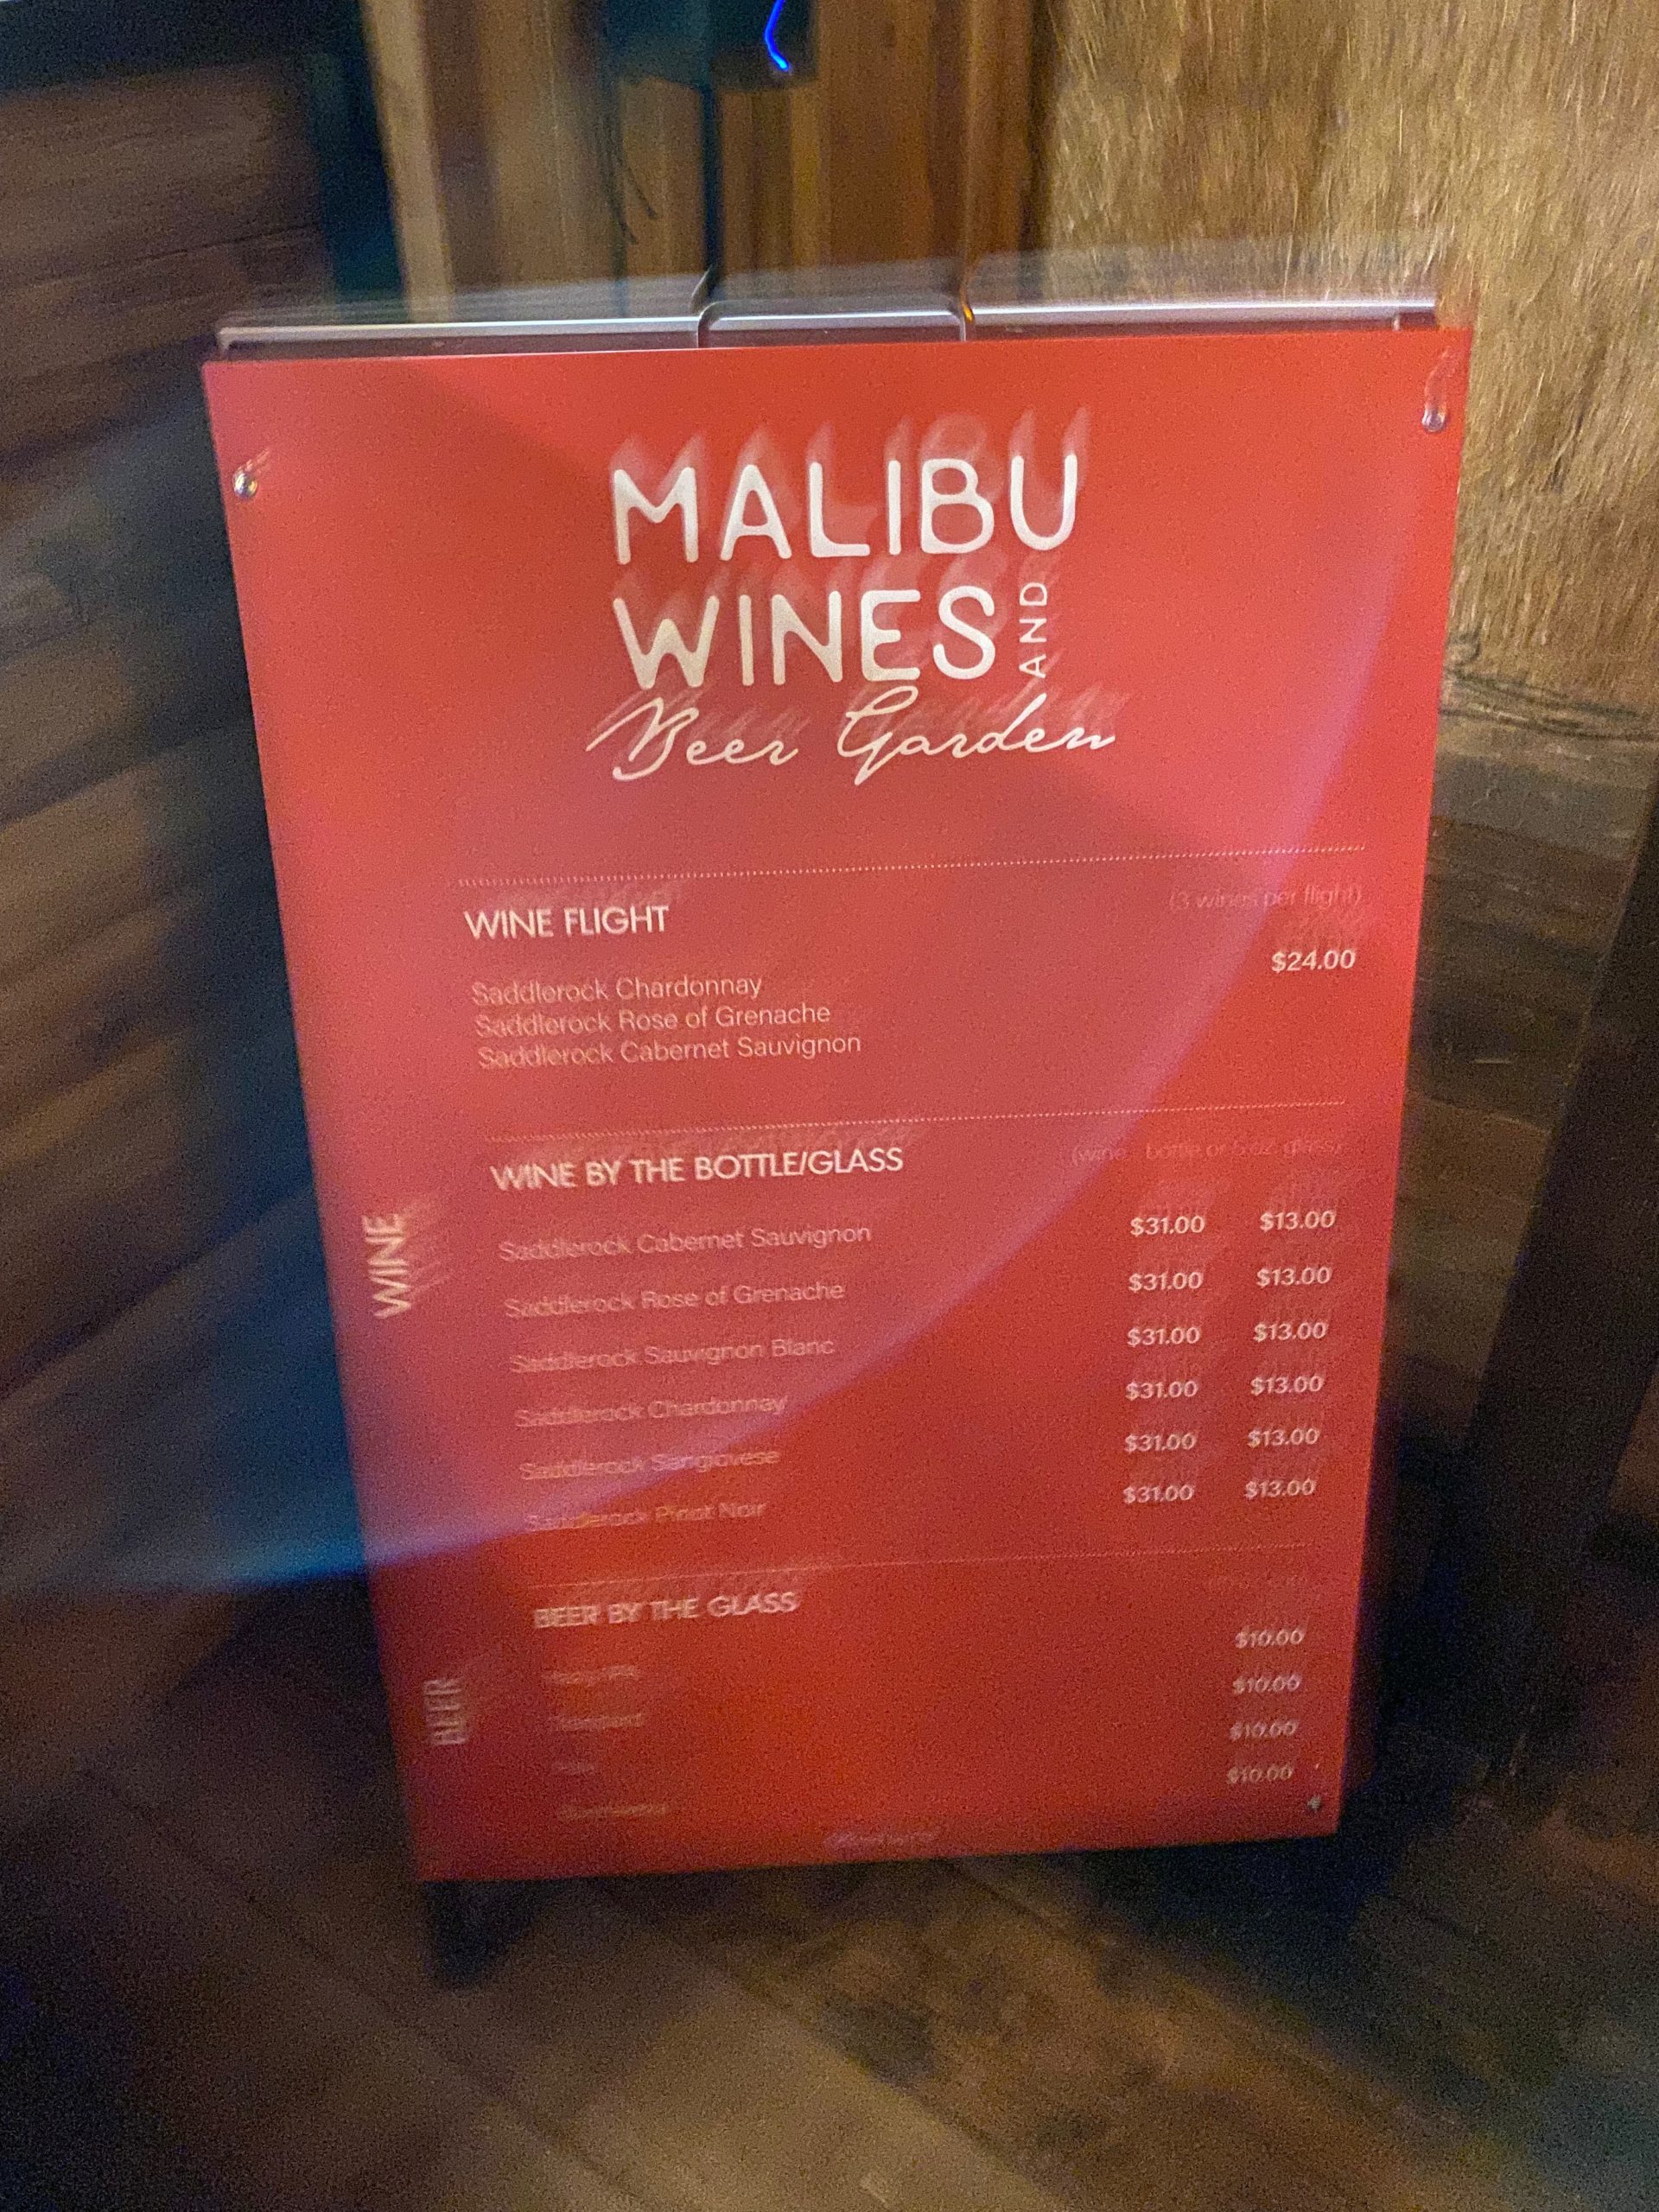 MALIBU
WINES AND
Beer Garden
WINE FLIGHT (3 wines per flight)
$24.00
Saddlerock Chardonnay
Saddlerock Rose of Grenache
Saddlerock Cabernet Sauvignon
WINE
WINE BY THE BOTTLE/GLASS (wine bottle or glass)
Saddlerock Cabernet Sauvignon $31.00 $13.00
Saddlerock Rose of Grenache $31.00 $13.00
Saddlerock Sauvignon Blanc $31.00 $13.00
Saddlerock Chardonnay $31.00 $13.00
Saddlerock Sangiovese $31.00 $13.00
Saddlerock Pinot Noir $31.00 $13.00
BEER
BEER BY THE GLASS
$10.00
$10.00
$10.00
$10.00